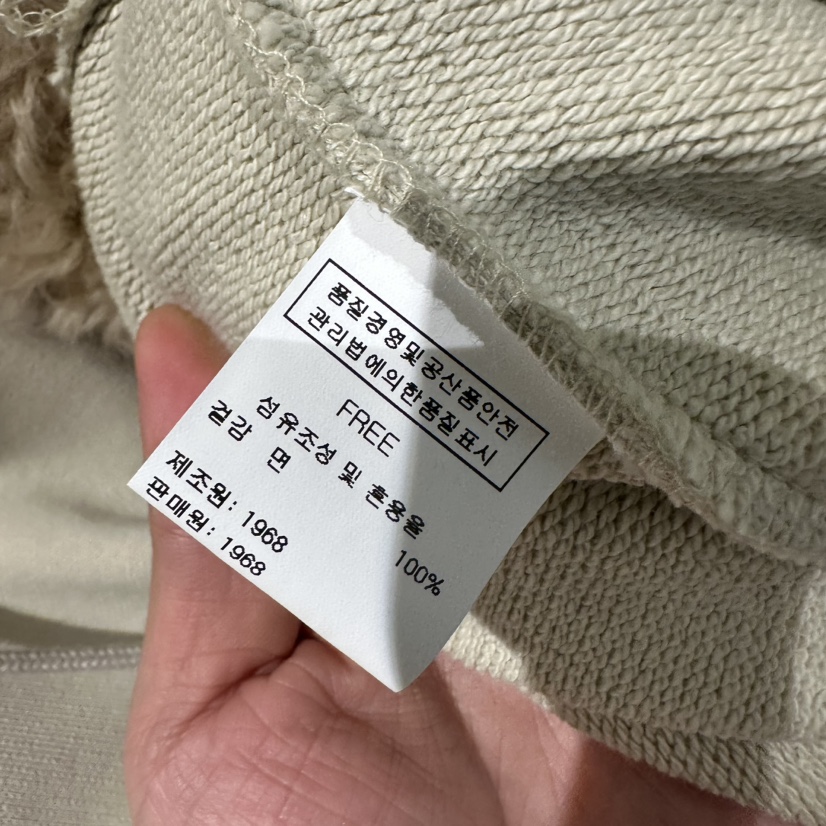 품질경영및공산품안전
관리법에의한품질표시
FREE
섬유조성 및 혼용율
겉감 면 100%
제조원: 1968
판매원: 1968